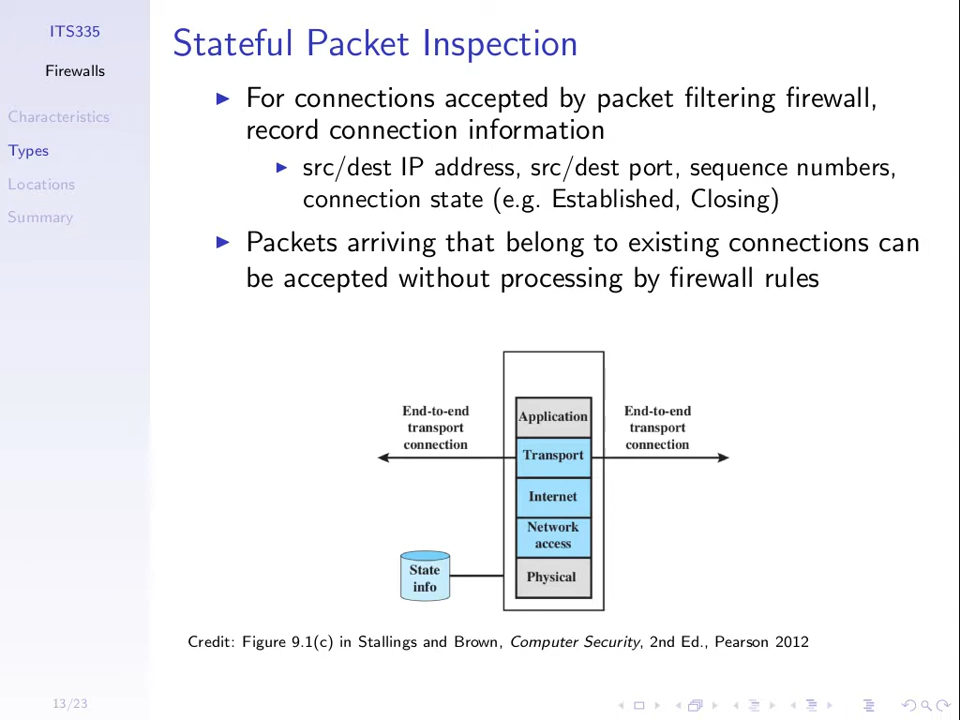 ITS335
Firewalls
Characteristics
Types
Locations
Summary
Stateful Packet Inspection
For connections accepted by packet filtering firewall,
record connection information
src/dest IP address, src/dest port, sequence numbers,
connection state (e.g. Established, Closing)
Packets arriving that belong to existing connections can
be accepted without processing by firewall rules
End-to-end
transport
connection
Application
Transport
Internet
Network
access
Physical
End-to-end
transport
connection
State
info
Credit: Figure 9.1(c) in Stallings and Brown, Computer Security, 2nd Ed., Pearson 2012
13/23